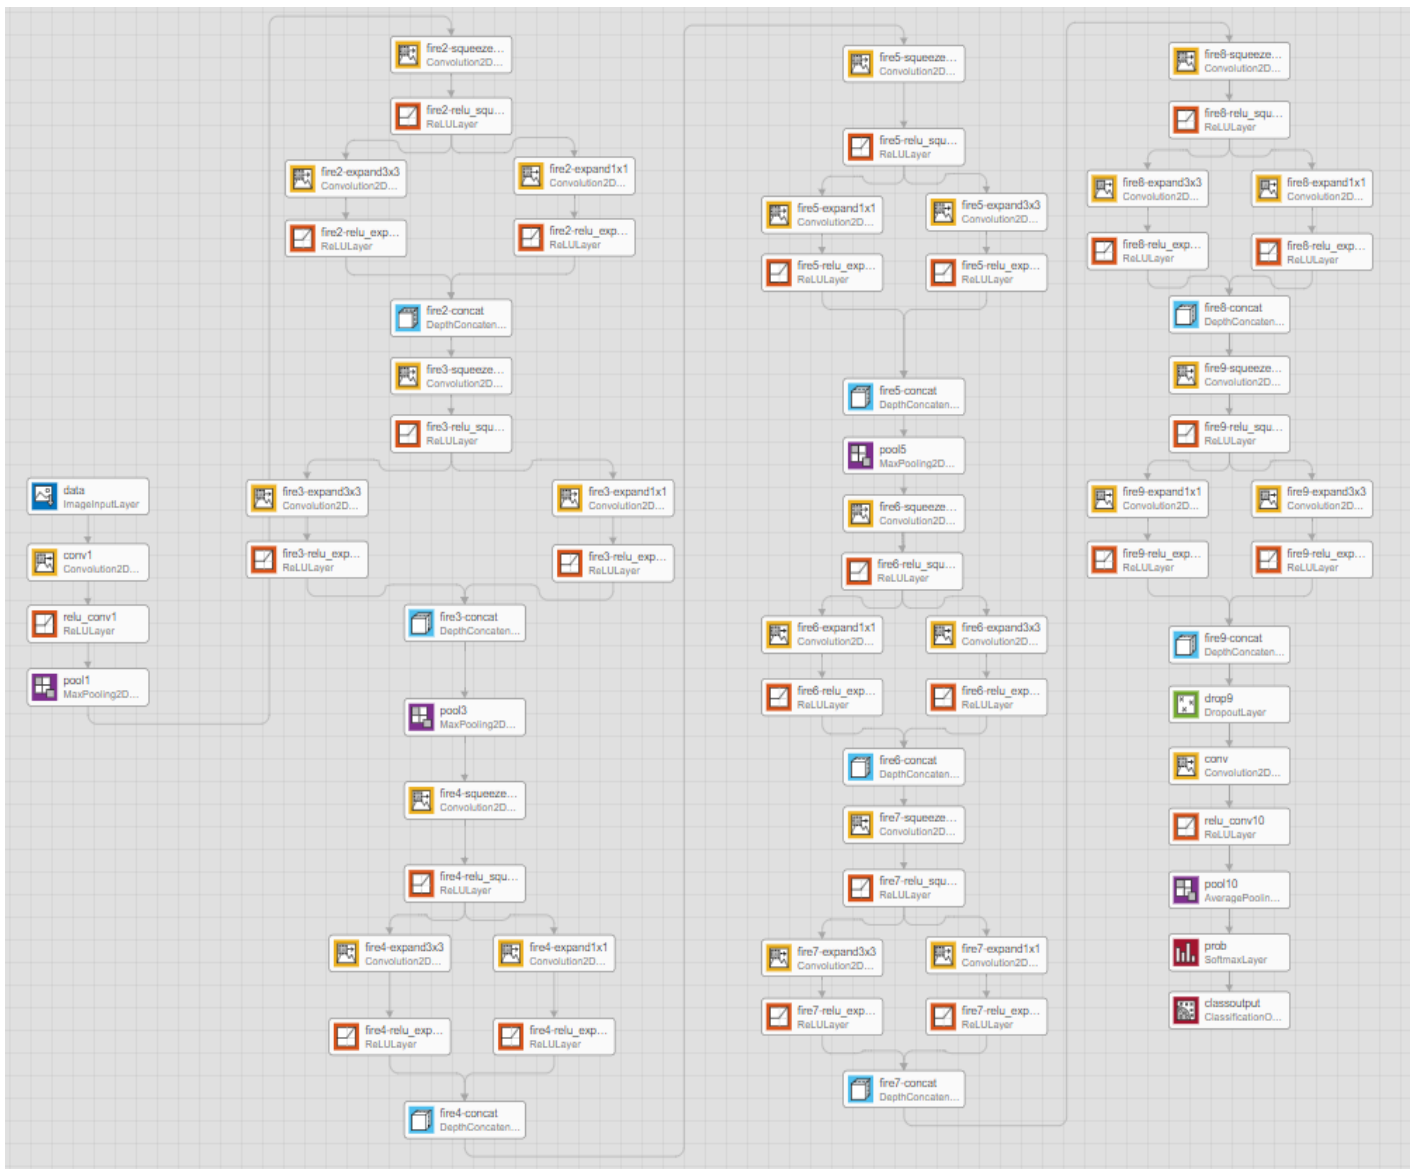 data
ImageInputLayer
conv1
Convolution2D...
relu_conv1
ReLULayer
pool1
MaxPooling2D...
fire2-squeeze...
Convolution2D...
fire2-relu_squ...
ReLULayer
fire2-expand3x3
Convolution2D...
fire2-expand1x1
Convolution2D...
fire2-relu_exp...
ReLULayer
fire2-relu_exp...
ReLULayer
fire2-concat
DepthConcaten...
fire3-squeeze...
Convolution2D...
fire3-relu_squ...
ReLULayer
fire3-expand3x3
Convolution2D...
fire3-expand1x1
Convolution2D...
fire3-relu_exp...
ReLULayer
fire3-relu_exp...
ReLULayer
fire3-concat
DepthConcaten...
pool3
MaxPooling2D...
fire4-squeeze...
Convolution2D...
fire4-relu_squ...
ReLULayer
fire4-expand3x3
Convolution2D...
fire4-expand1x1
Convolution2D...
fire4-relu_exp...
ReLULayer
fire4-relu_exp...
ReLULayer
fire4-concat
DepthConcaten...
fire5-squeeze...
Convolution2D...
fire5-relu_squ...
ReLULayer
fire5-expand1x1
Convolution2D...
fire5-expand3x3
Convolution2D...
fire5-relu_exp...
ReLULayer
fire5-relu_exp...
ReLULayer
fire5-concat
DepthConcaten...
pool5
MaxPooling2D...
fire6-squeeze...
Convolution2D...
fire6-relu_squ...
ReLULayer
fire6-expand1x1
Convolution2D...
fire6-expand3x3
Convolution2D...
fire6-relu_exp...
ReLULayer
fire6-relu_exp...
ReLULayer
fire6-concat
DepthConcaten...
fire7-squeeze...
Convolution2D...
fire7-relu_squ...
ReLULayer
fire7-expand3x3
Convolution2D...
fire7-expand1x1
Convolution2D...
fire7-relu_exp...
ReLULayer
fire7-relu_exp...
ReLULayer
fire7-concat
DepthConcaten...
fire8-squeeze...
Convolution2D...
fire8-relu_squ...
ReLULayer
fire8-expand3x3
Convolution2D...
fire8-expand1x1
Convolution2D...
fire8-relu_exp...
ReLULayer
fire8-relu_exp...
ReLULayer
fire8-concat
DepthConcaten...
fire9-squeeze...
Convolution2D...
fire9-relu_squ...
ReLULayer
fire9-expand1x1
Convolution2D...
fire9-expand3x3
Convolution2D...
fire9-relu_exp...
ReLULayer
fire9-relu_exp...
ReLULayer
fire9-concat
DepthConcaten...
drop9
DropoutLayer
conv
Convolution2D...
relu_conv10
ReLULayer
pool10
AveragePoolin...
prob
SoftmaxLayer
classoutput
ClassificationO...